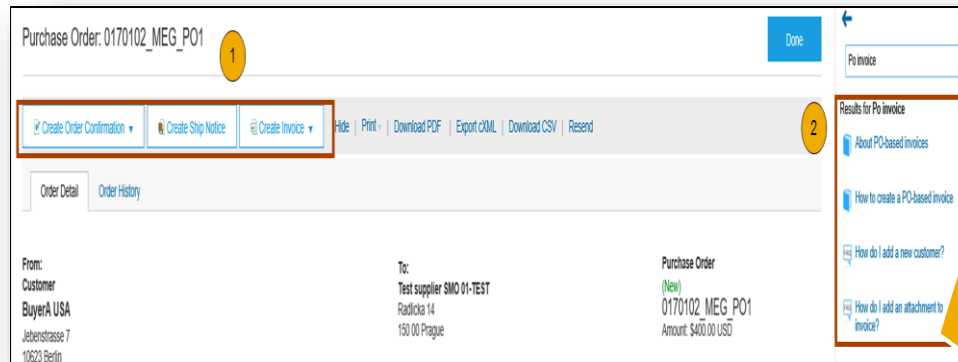 Purchase Order: 0170102_MEG_PO1
1
Done
Po invoice
Create Order Confirmation
Create Ship Notice
Create Invoice
Hide | Print | Download PDF | Export cXML | Download CSV | Resend
2
Results for Po invoice
About PO-based invoices
How to create a PO-based invoice
FAQ How do I add a new customer?
FAQ How do I add an attachment to
invoice?
Order Detail
Order History
From:
Customer
BuyerA USA
Jebenstrasse 7
10623 Berlin
To:
Test supplier SMO 01-TEST
Radlicka 14
150 00 Prague
Purchase Order
(New)
0170102_MEG_PO1
Amount: $400.00 USD